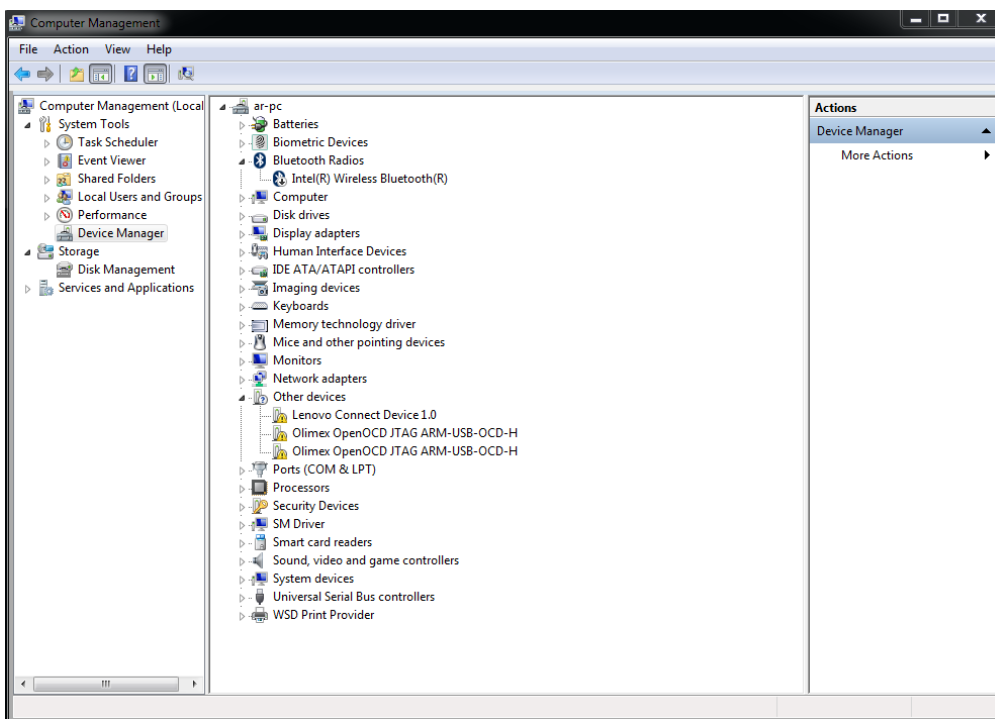 Computer Management
File Action View Help
Computer Management (Local
System Tools
Task Scheduler
Event Viewer
Shared Folders
Local Users and Groups
Performance
Device Manager
Storage
Disk Management
Services and Applications
ar-pc
Batteries
Biometric Devices
Bluetooth Radios
Intel(R) Wireless Bluetooth(R)
Computer
Disk drives
Display adapters
Human Interface Devices
IDE ATA/ATAPI controllers
Imaging devices
Keyboards
Memory technology driver
Mice and other pointing devices
Monitors
Network adapters
Other devices
Lenovo Connect Device 1.0
Olimex OpenOCD JTAG ARM-USB-OCD-H
Olimex OpenOCD JTAG ARM-USB-OCD-H
Ports (COM & LPT)
Processors
Security Devices
SM Driver
Smart card readers
Sound, video and game controllers
System devices
Universal Serial Bus controllers
WSD Print Provider
Actions
Device Manager
More Actions